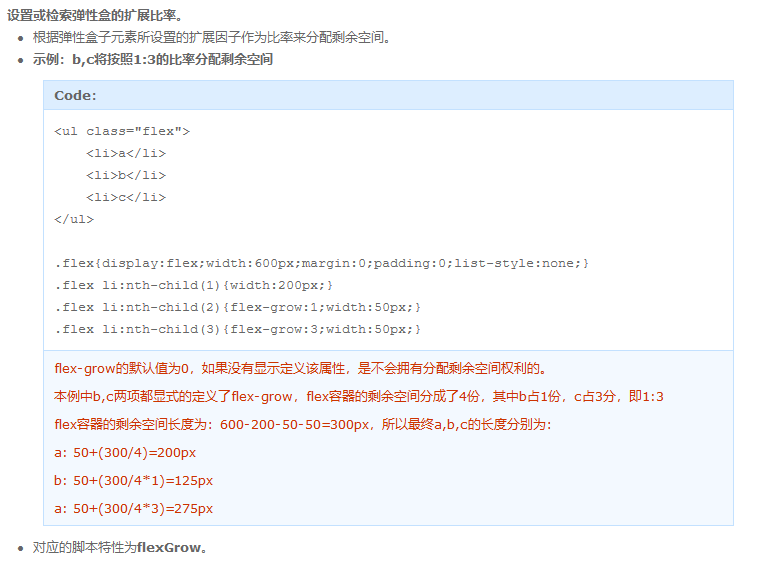 设置或检索弹性盒的扩展比率。
● 根据弹性盒子元素所设置的扩展因子作为比率来分配剩余空间。
● 示例：b,c将按照1:3的比率分配剩余空间
Code:
<ul class="flex">
    <li>a</li>
    <li>b</li>
    <li>c</li>
</ul>
.flex{display:flex;width:600px;margin:0;padding:0;list-style:none;}
.flex li:nth-child(1){width:200px;}
.flex li:nth-child(2){flex-grow:1;width:50px;}
.flex li:nth-child(3){flex-grow:3;width:50px;}
flex-grow的默认值为0，如果没有显示定义该属性，是不会拥有分配剩余空间权利的。
本例中b,c两项都显式的定义了flex-grow，flex容器的剩余空间分成了4份，其中b占1份，c占3分，即1:3
flex容器的剩余空间长度为：600-200-50-50=300px，所以最终a,b,c的长度分别为：
a: 50+(300/4)=200px
b: 50+(300/4*1)=125px
a: 50+(300/4*3)=275px
● 对应的脚本特性为flexGrow。